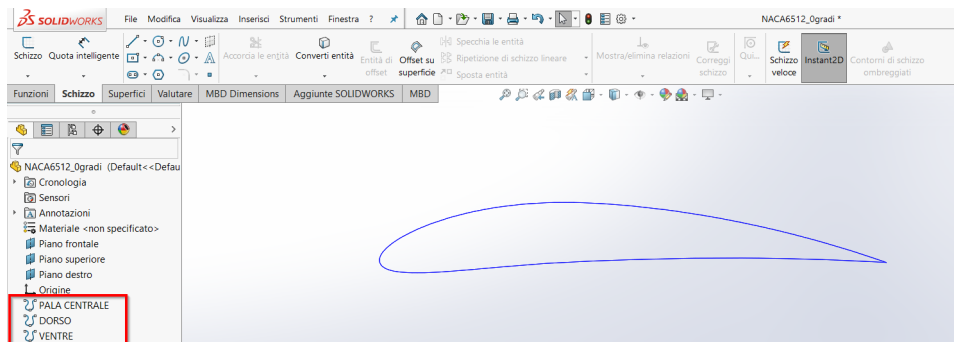 SOLIDWORKS File Modifica Visualizza Inserisci Strumenti Finestra ? NACA6512_0gradi *
Schizzo Quota intelligente Accorcia le entità Converti entità Entità di offset Offset su superficie Specchia le entità Mostra/elimina relazioni Correggi schizzo Qui... Schizzo veloce Instant2D Contorni di schizzo ombreggiati
Ripetizione di schizzo lineare
Sposta entità
Funzioni Schizzo Superfici Valutare MBD Dimensions Aggiunte SOLIDWORKS MBD
NACA6512_0gradi (Default<<Defau
Cronologia
Sensori
Annotazioni
Materiale <non specificato>
Piano frontale
Piano superiore
Piano destro
Origine
PALA CENTRALE
DORSO
VENTRE